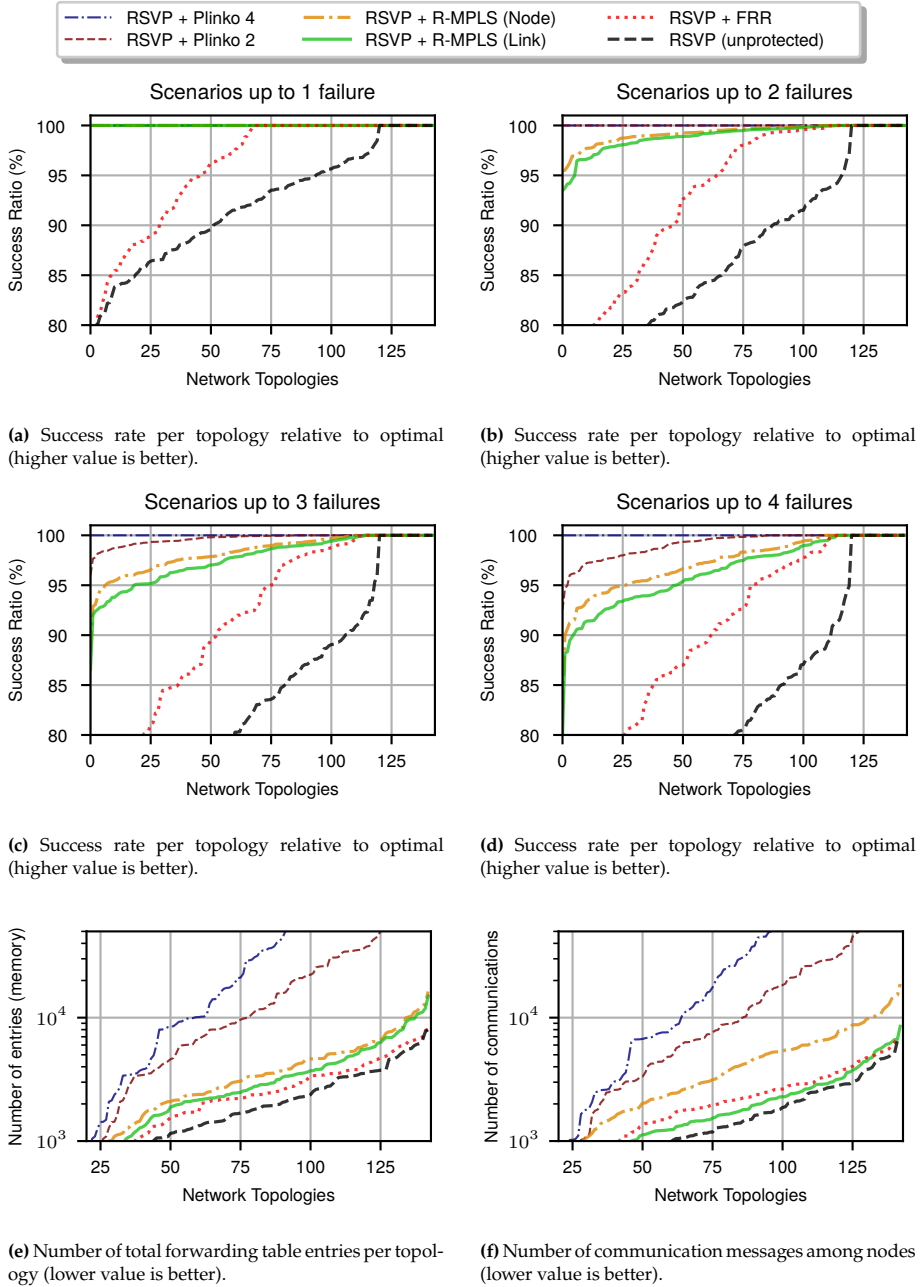 RSVP + Plinko 4 RSVP + R-MPLS (Node) RSVP + FRR
RSVP + Plinko 2 RSVP + R-MPLS (Link) RSVP (unprotected)
Scenarios up to 1 failure
Success Ratio (%)
100
95
90
85
80
0 25 50 75 100 125
Network Topologies
(a) Success rate per topology relative to optimal
(higher value is better).
Scenarios up to 2 failures
Success Ratio (%)
100
95
90
85
80
0 25 50 75 100 125
Network Topologies
(b) Success rate per topology relative to optimal
(higher value is better).
Scenarios up to 3 failures
Success Ratio (%)
100
95
90
85
80
0 25 50 75 100 125
Network Topologies
(c) Success rate per topology relative to optimal
(higher value is better).
Scenarios up to 4 failures
Success Ratio (%)
100
95
90
85
80
0 25 50 75 100 125
Network Topologies
(d) Success rate per topology relative to optimal
(higher value is better).
Number of entries (memory)
10⁴
10³
25 50 75 100 125
Network Topologies
(e) Number of total forwarding table entries per topol-
ogy (lower value is better).
Number of communications
10⁴
10³
25 50 75 100 125
Network Topologies
(f) Number of communication messages among nodes
(lower value is better).